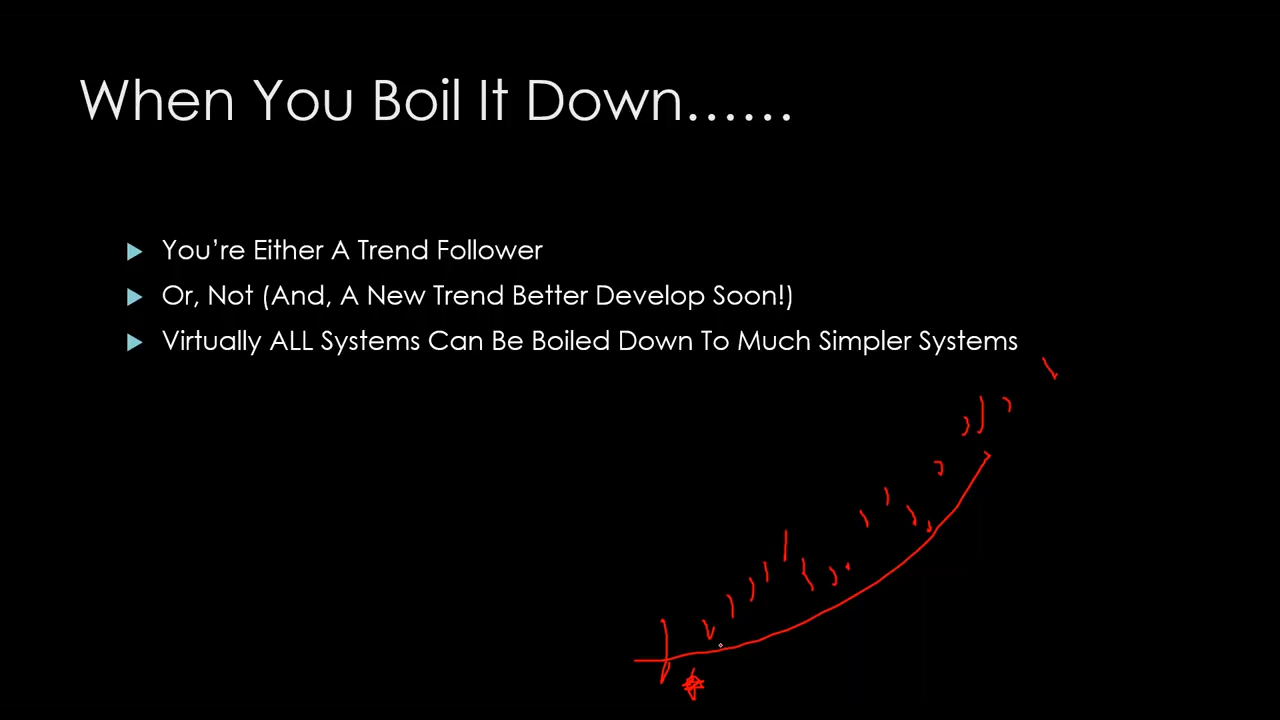 When You Boil It Down......
You're Either A Trend Follower
Or, Not (And, A New Trend Better Develop Soon!)
Virtually ALL Systems Can Be Boiled Down To Much Simpler Systems